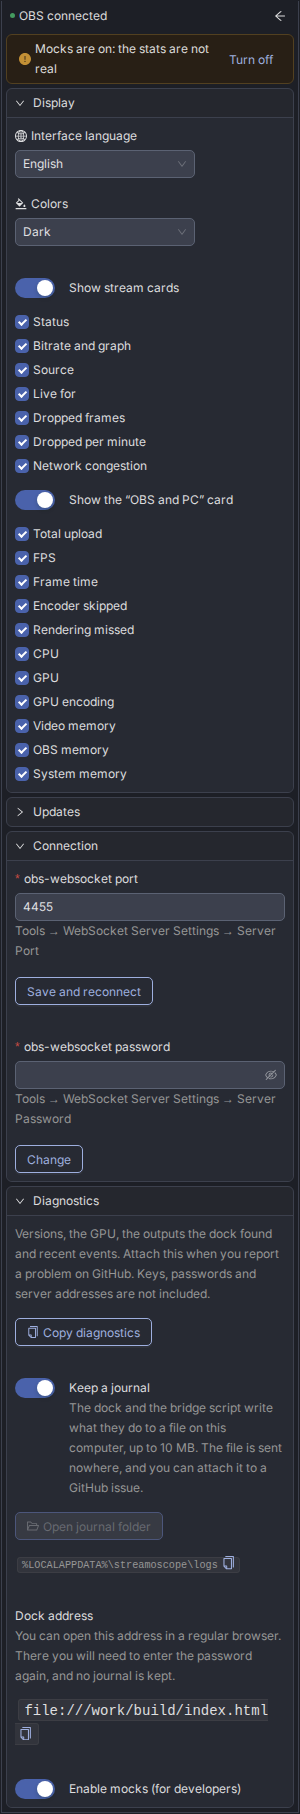 OBS connected
Mocks are on: the stats are not
real
Turn off
Display
Interface language
English
Colors
Dark
Show stream cards
Status
Bitrate and graph
Source
Live for
Dropped frames
Dropped per minute
Network congestion
Show the “OBS and PC” card
Total upload
FPS
Frame time
Encoder skipped
Rendering missed
CPU
GPU
GPU encoding
Video memory
OBS memory
System memory
Updates
Connection
* obs-websocket port
4455
Tools → WebSocket Server Settings → Server
Port
Save and reconnect
* obs-websocket password
Tools → WebSocket Server Settings → Server
Password
Change
Diagnostics
Versions, the GPU, the outputs the dock found
and recent events. Attach this when you report
a problem on GitHub. Keys, passwords and
server addresses are not included.
Copy diagnostics
Keep a journal
The dock and the bridge script write
what they do to a file on this
computer, up to 10 MB. The file is sent
nowhere, and you can attach it to a
GitHub issue.
Open journal folder
%LOCALAPPDATA%\streamoscope\logs
Dock address
You can open this address in a regular browser.
There you will need to enter the password
again, and no journal is kept.
file:///work/build/index.html
Enable mocks (for developers)